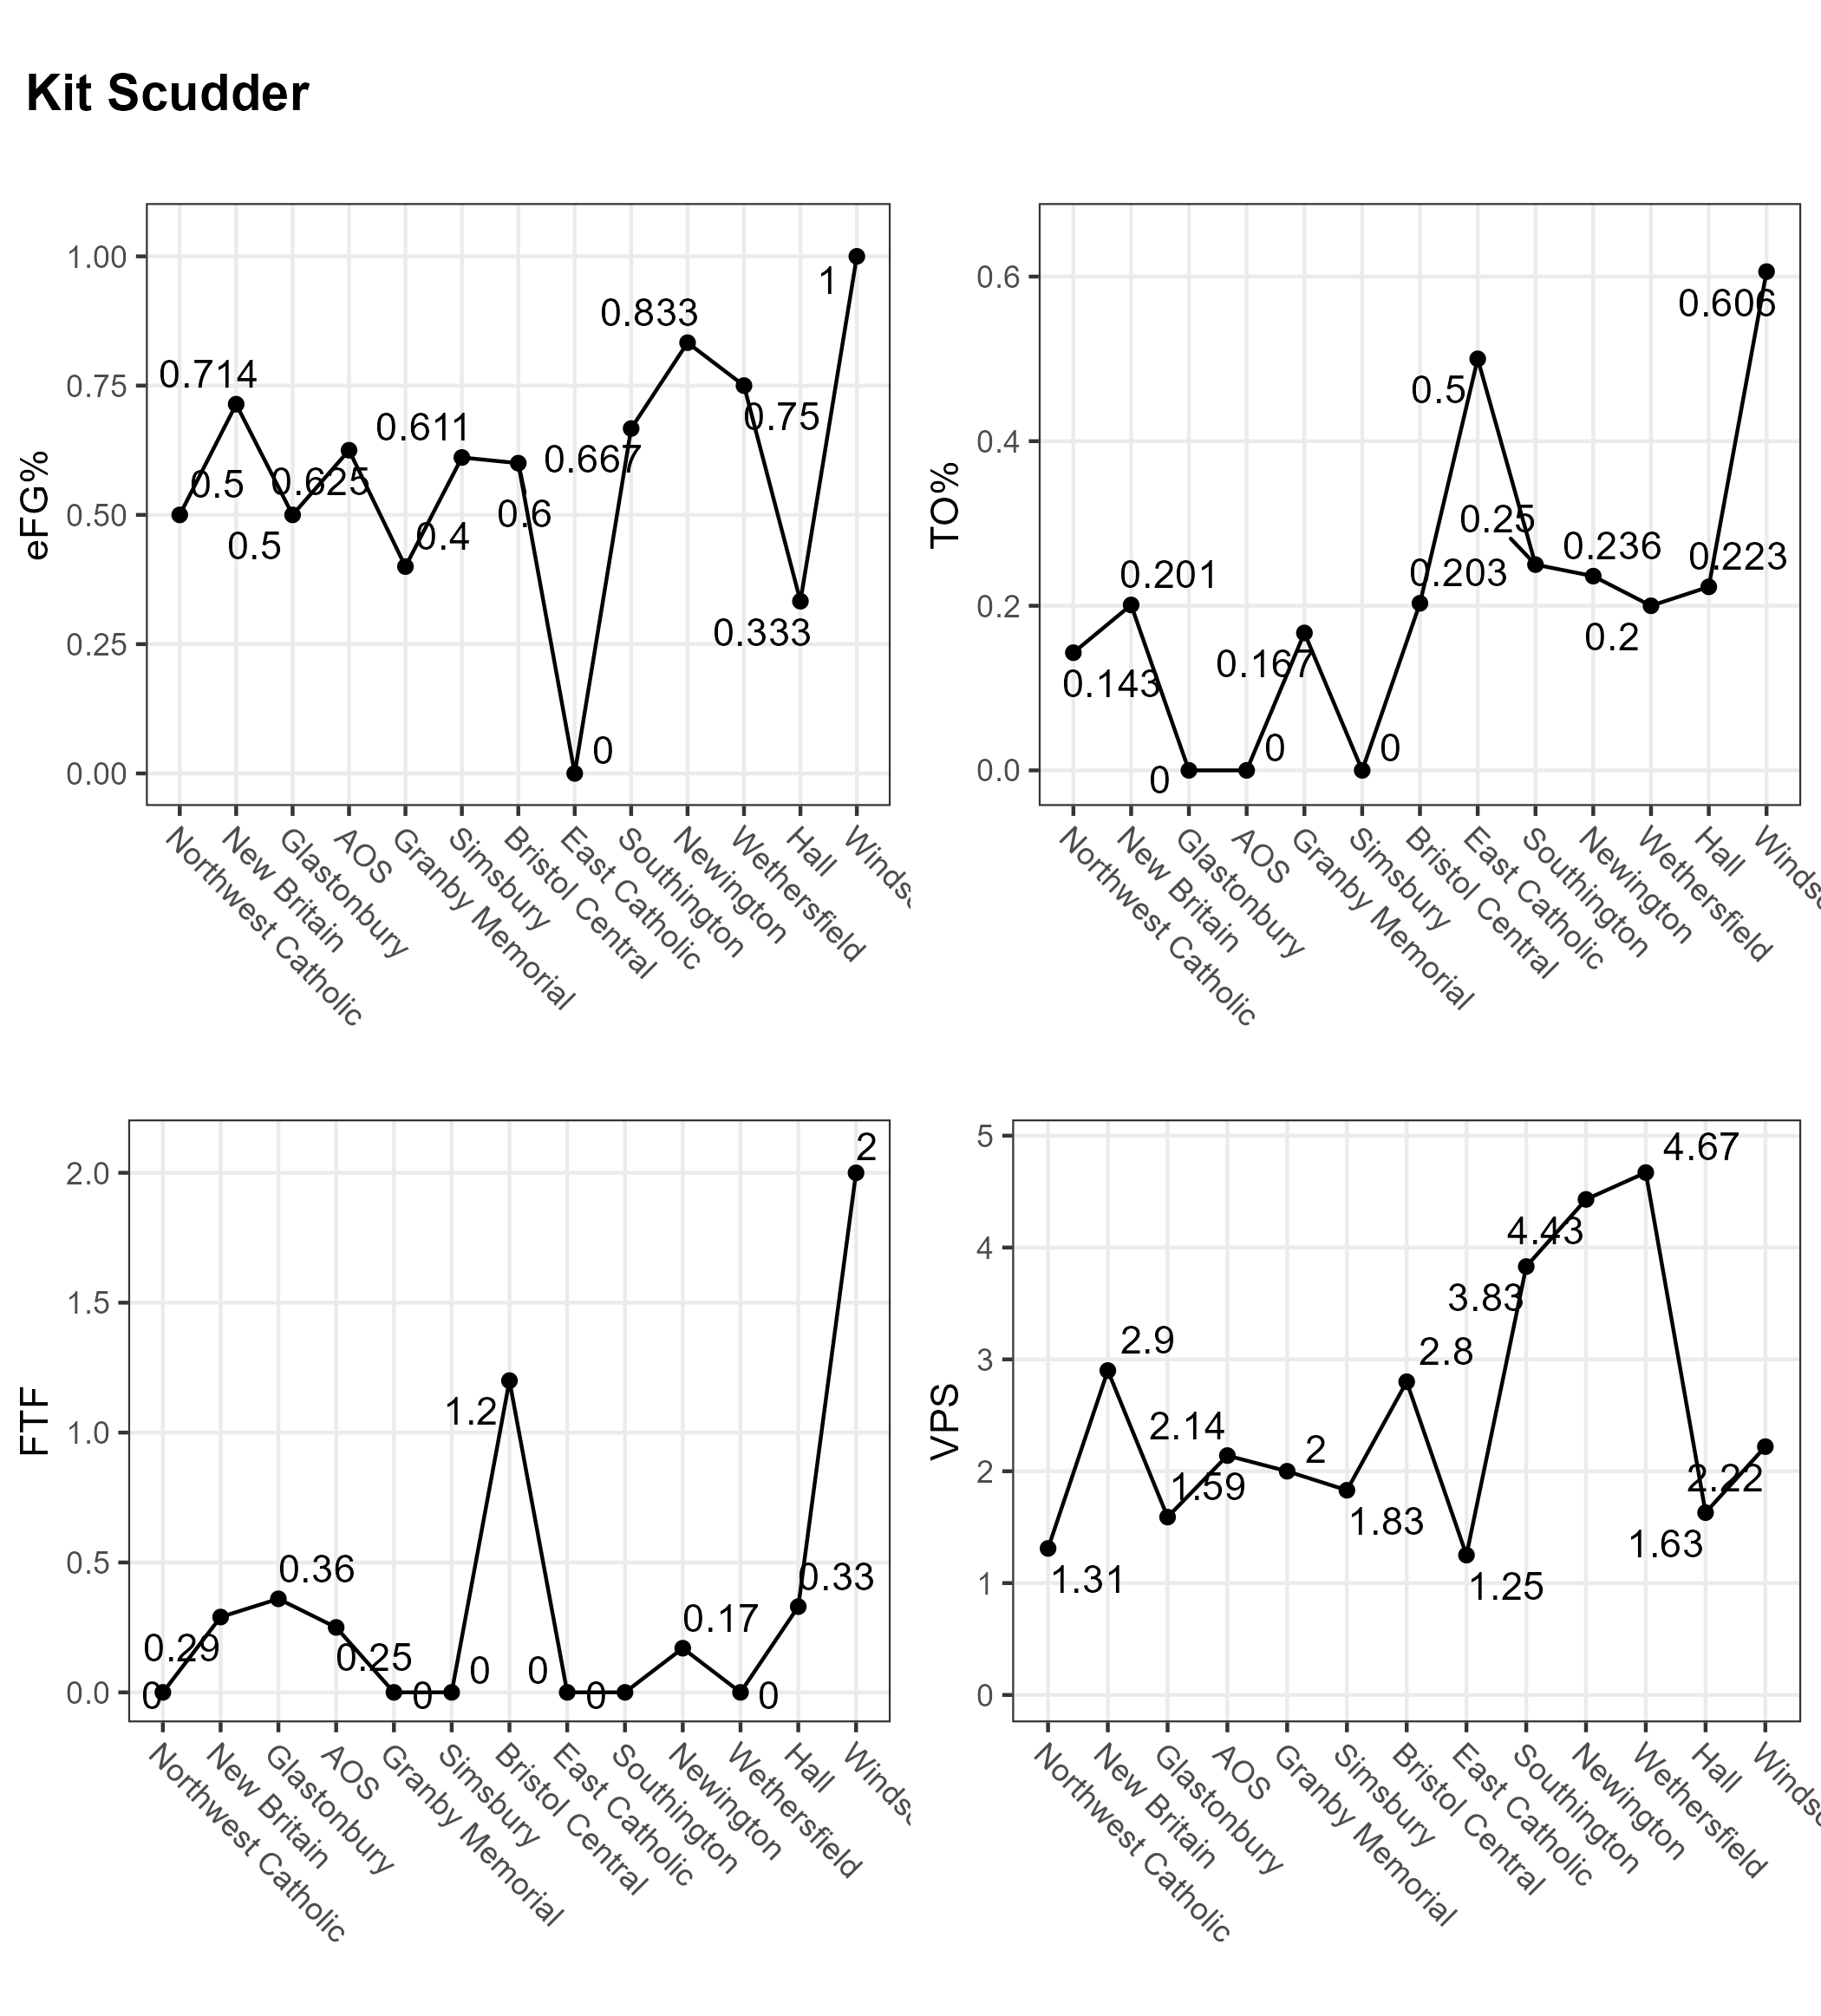 Kit Scudder
eFG%
1.00
0.75
0.50
0.25
0.00
0.5
0.714
0.5
0.625
0.4
0.611
0.6
0
0.667
0.833
0.75
0.333
1
Northwest Catholic
New Britain
Glastonbury
AOS
Granby Memorial
Simsbury
Bristol Central
East Catholic
Southington
Newington
Wethersfield
Hall
TO%
0.6
0.4
0.2
0.0
0.143
0.201
0
0
0.167
0
0.203
0.5
0.25
0.236
0.2
0.223
0.606
Northwest Catholic
New Britain
Glastonbury
AOS
Granby Memorial
Simsbury
Bristol Central
East Catholic
Southington
Newington
Wethersfield
Hall
FTF
2.0
1.5
1.0
0.5
0.0
0
0.29
0.36
0.25
0
0
1.2
0
0
0.17
0
0.33
2
Northwest Catholic
New Britain
Glastonbury
AOS
Granby Memorial
Simsbury
Bristol Central
East Catholic
Southington
Newington
Wethersfield
Hall
VPS
5
4
3
2
1
0
1.31
2.9
1.59
2.14
2
1.83
2.8
1.25
3.83
4.43
4.67
1.63
2.22
Northwest Catholic
New Britain
Glastonbury
AOS
Granby Memorial
Simsbury
Bristol Central
East Catholic
Southington
Newington
Wethersfield
Hall